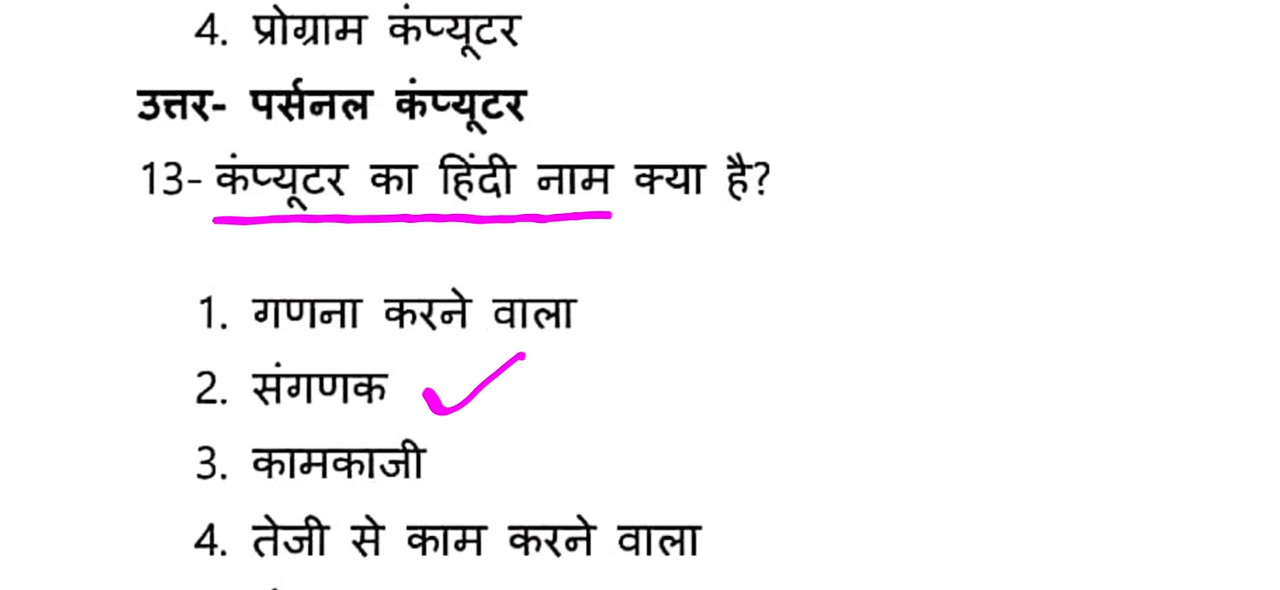 4. प्रोग्राम कंप्यूटर
उत्तर- पर्सनल कंप्यूटर
13- कंप्यूटर का हिंदी नाम क्या है?
1. गणना करने वाला
2. संगणक
3. कामकाजी
4. तेजी से काम करने वाला